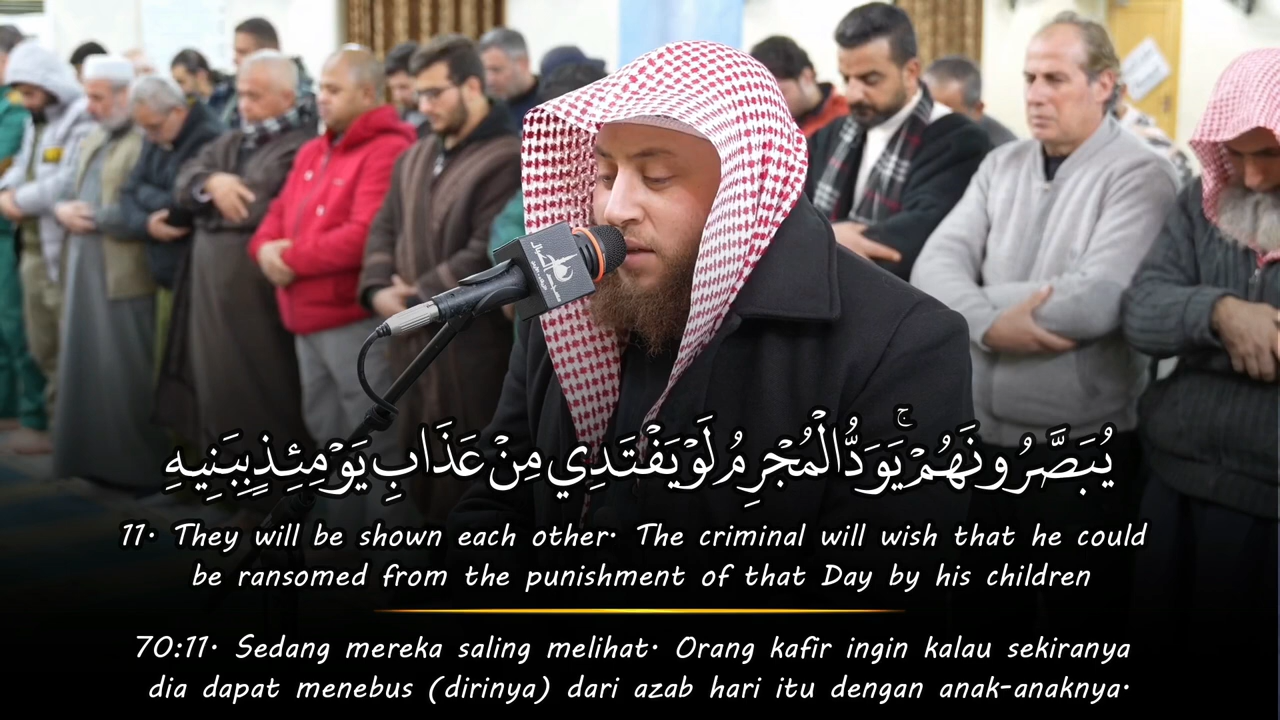 يُبَصَّرُونَهُمْ ۚ يَوَدُّ الْمُجْرِمُ لَوْ يَفْتَدِي مِنْ عَذَابِ يَوْمِئِذٍ بِبَنِيهِ
11. They will be shown each other. The criminal will wish that he could
be ransomed from the punishment of that Day by his children
70:11. Sedang mereka saling melihat. Orang kafir ingin kalau sekiranya
dia dapat menebus (dirinya) dari azab hari itu dengan anak-anaknya.